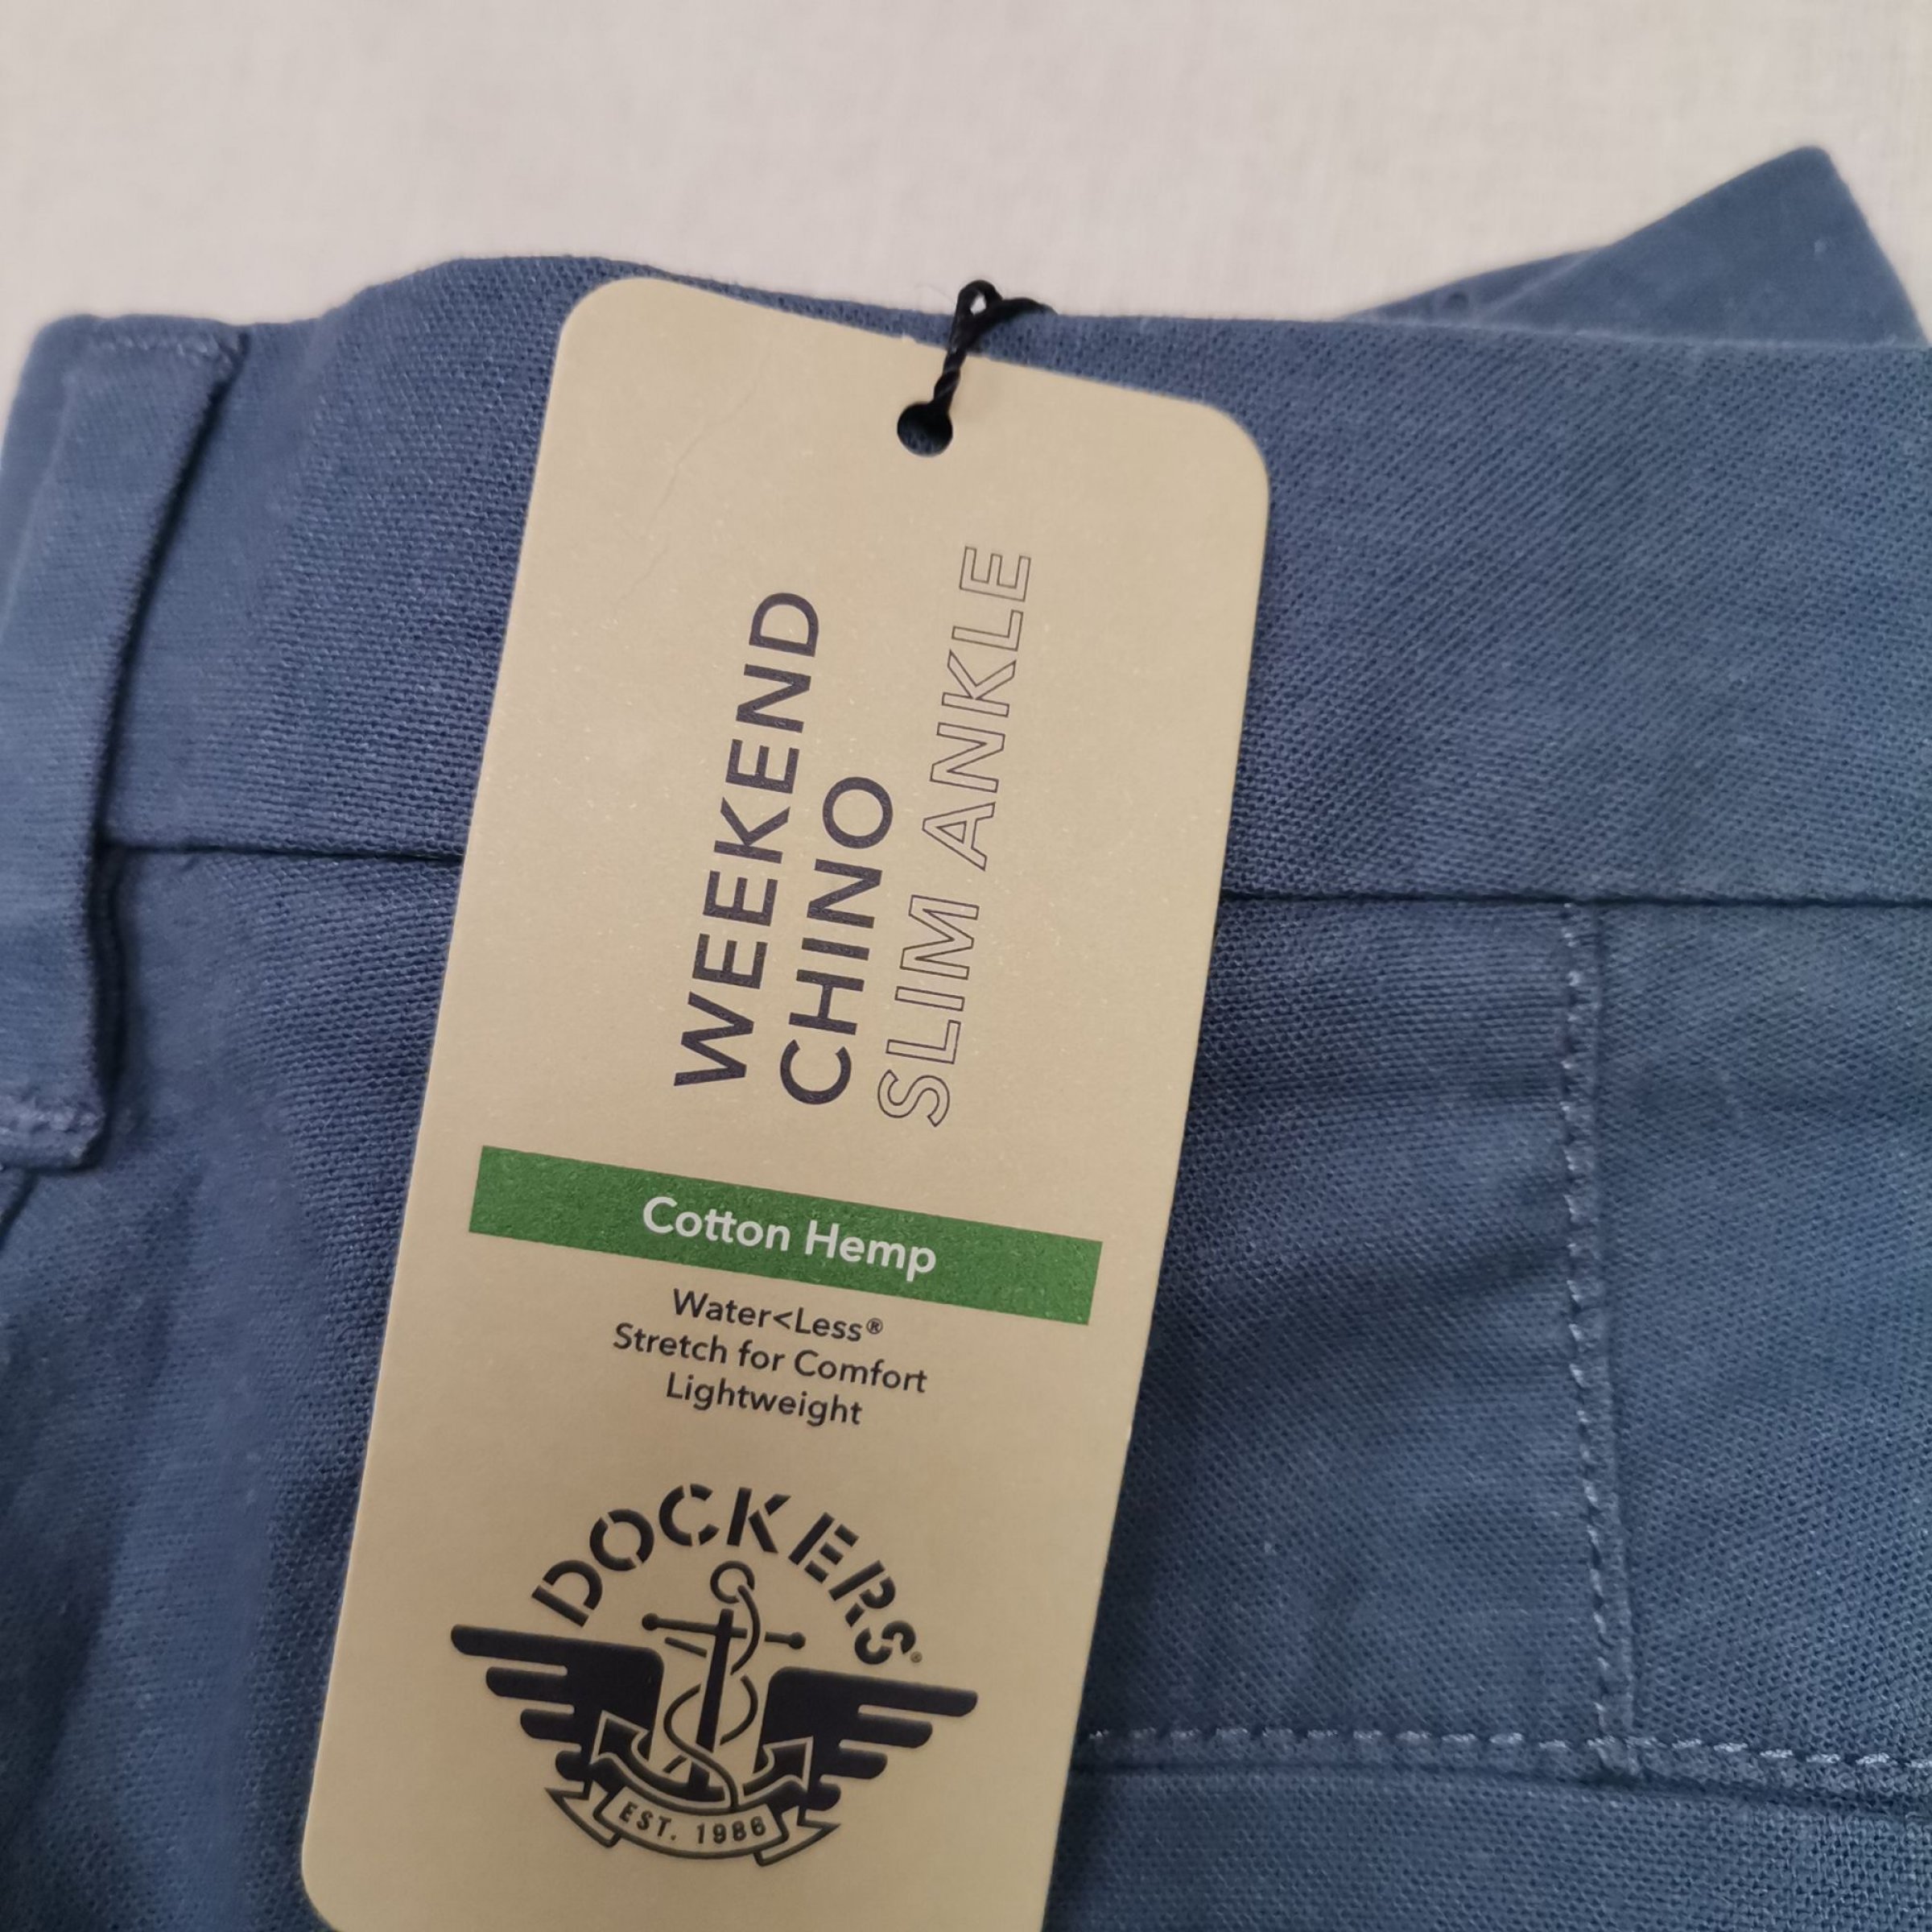 WEEKEND
CHINO
SLIM ANKLE
Cotton Hemp
Water<Less®
Stretch for Comfort
Lightweight
DOCKERS®
EST. 1986